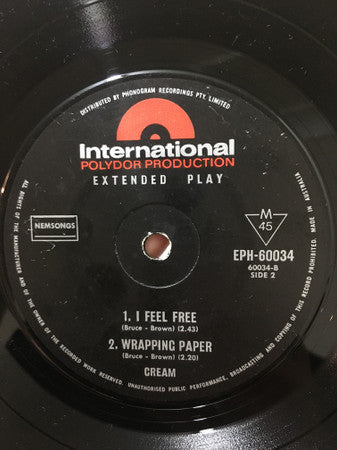 DISTRIBUTED BY PHONOGRAM RECORDINGS PTY. LIMITED
International
POLYDOR PRODUCTION
EXTENDED PLAY
NEMSONGS
M
45
EPH-60034
60034-B
SIDE 2
1. I FEEL FREE
(Bruce - Brown) (2.43)
2. WRAPPING PAPER
(Bruce - Brown) (2.20)
CREAM
ALL RIGHTS OF THE MANUFACTURER AND OF THE OWNER OF THE RECORDED WORK RESERVED. UNAUTHORISED PUBLIC PERFORMANCE, BROADCASTING AND COPYING OF THIS RECORD PROHIBITED. MADE IN AUSTRALIA